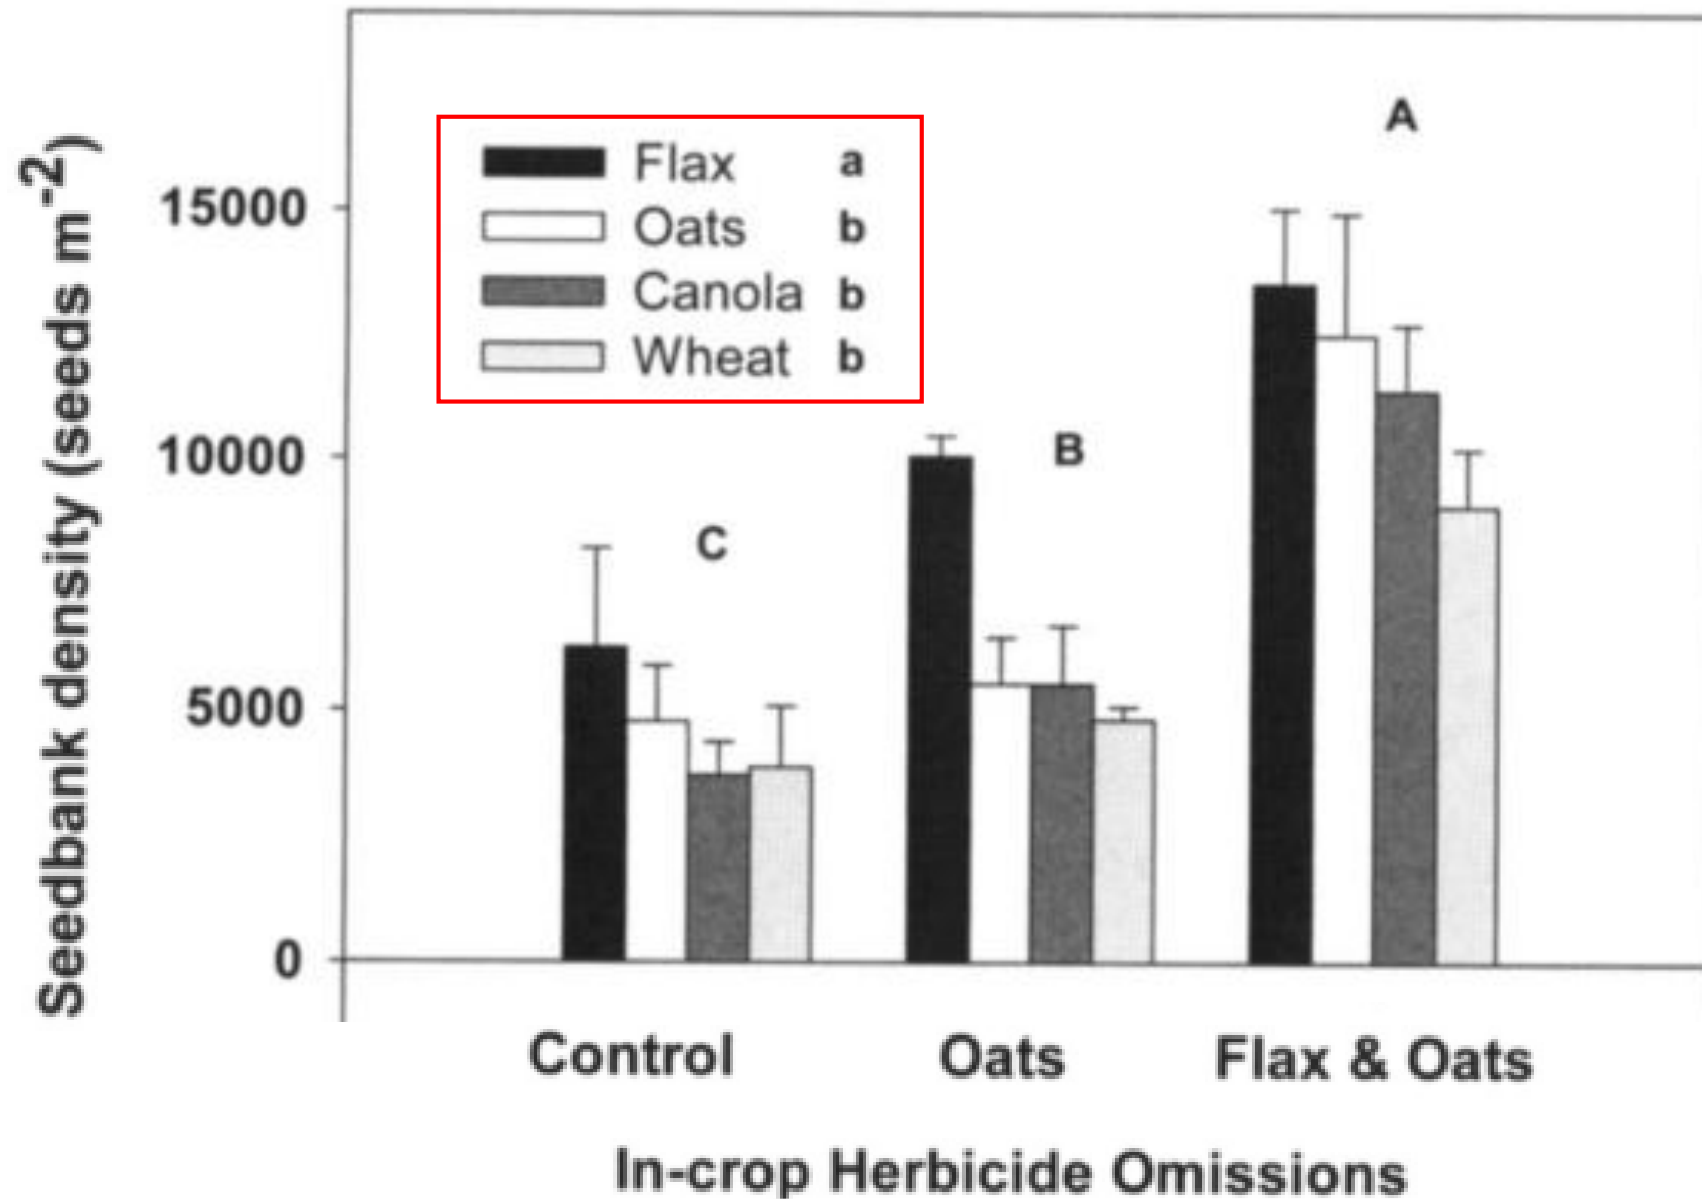 Seedbank density (seeds m-2)
15000
10000
5000
0
Flax a
Oats b
Canola b
Wheat b
A
B
C
Control Oats Flax & Oats
In-crop Herbicide Omissions